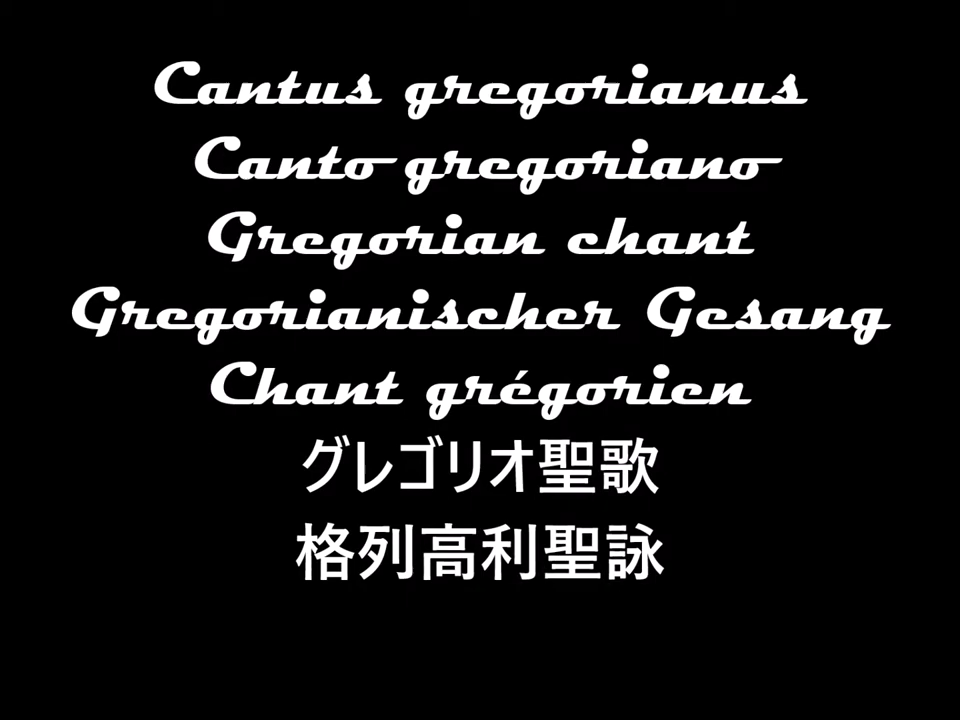 Cantus gregorianus
Canto gregoriano
Gregorian chant
Gregorianischer Gesang
Chant grégorien
グレゴリオ聖歌
格列高利聖詠